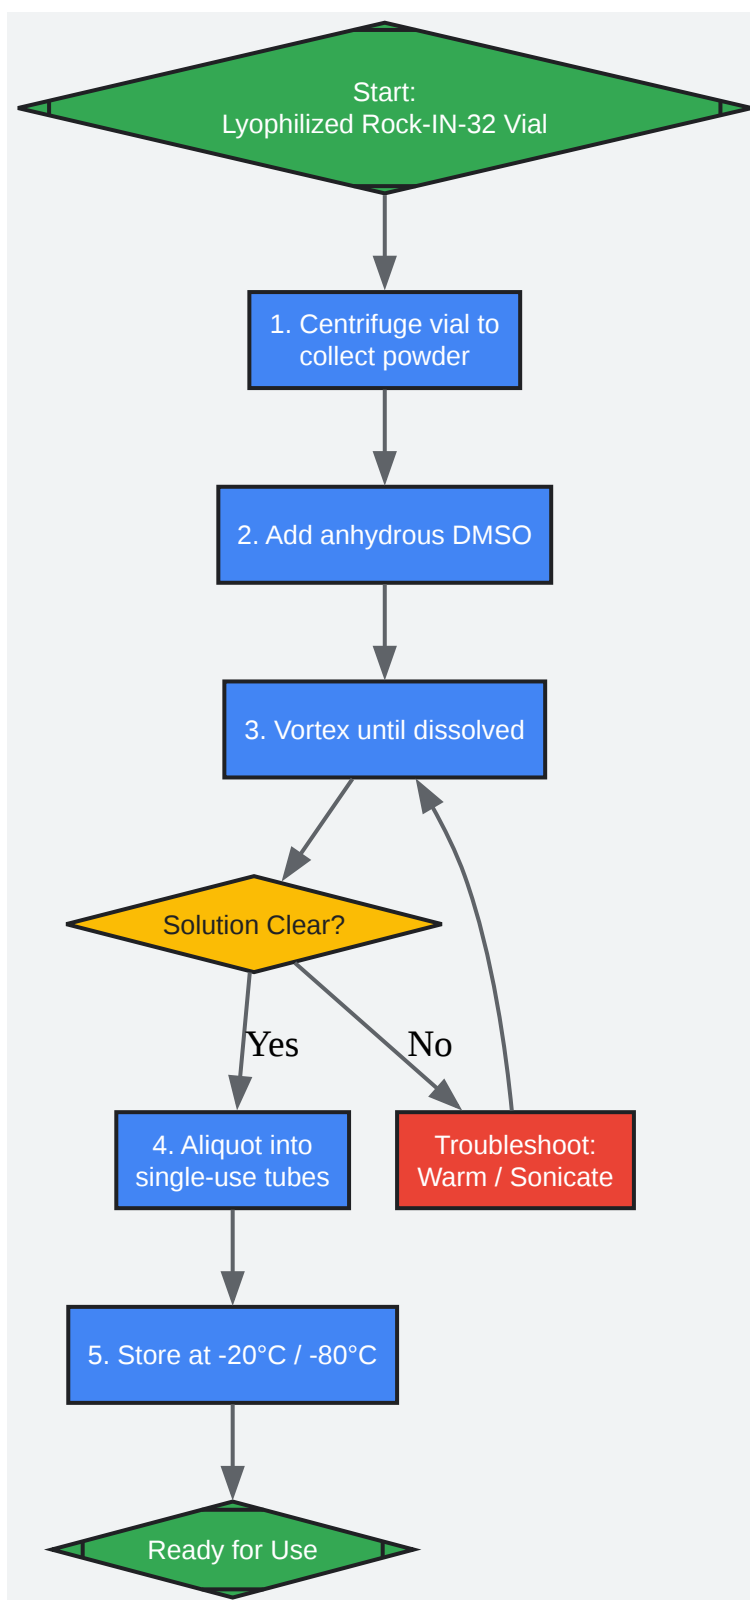 Start:
Lyophilized Rock-IN-32 Vial
1. Centrifuge vial to
collect powder
2. Add anhydrous DMSO
3. Vortex until dissolved
Solution Clear?
Yes
No
4. Aliquot into
single-use tubes
Troubleshoot:
Warm / Sonicate
5. Store at -20°C / -80°C
Ready for Use